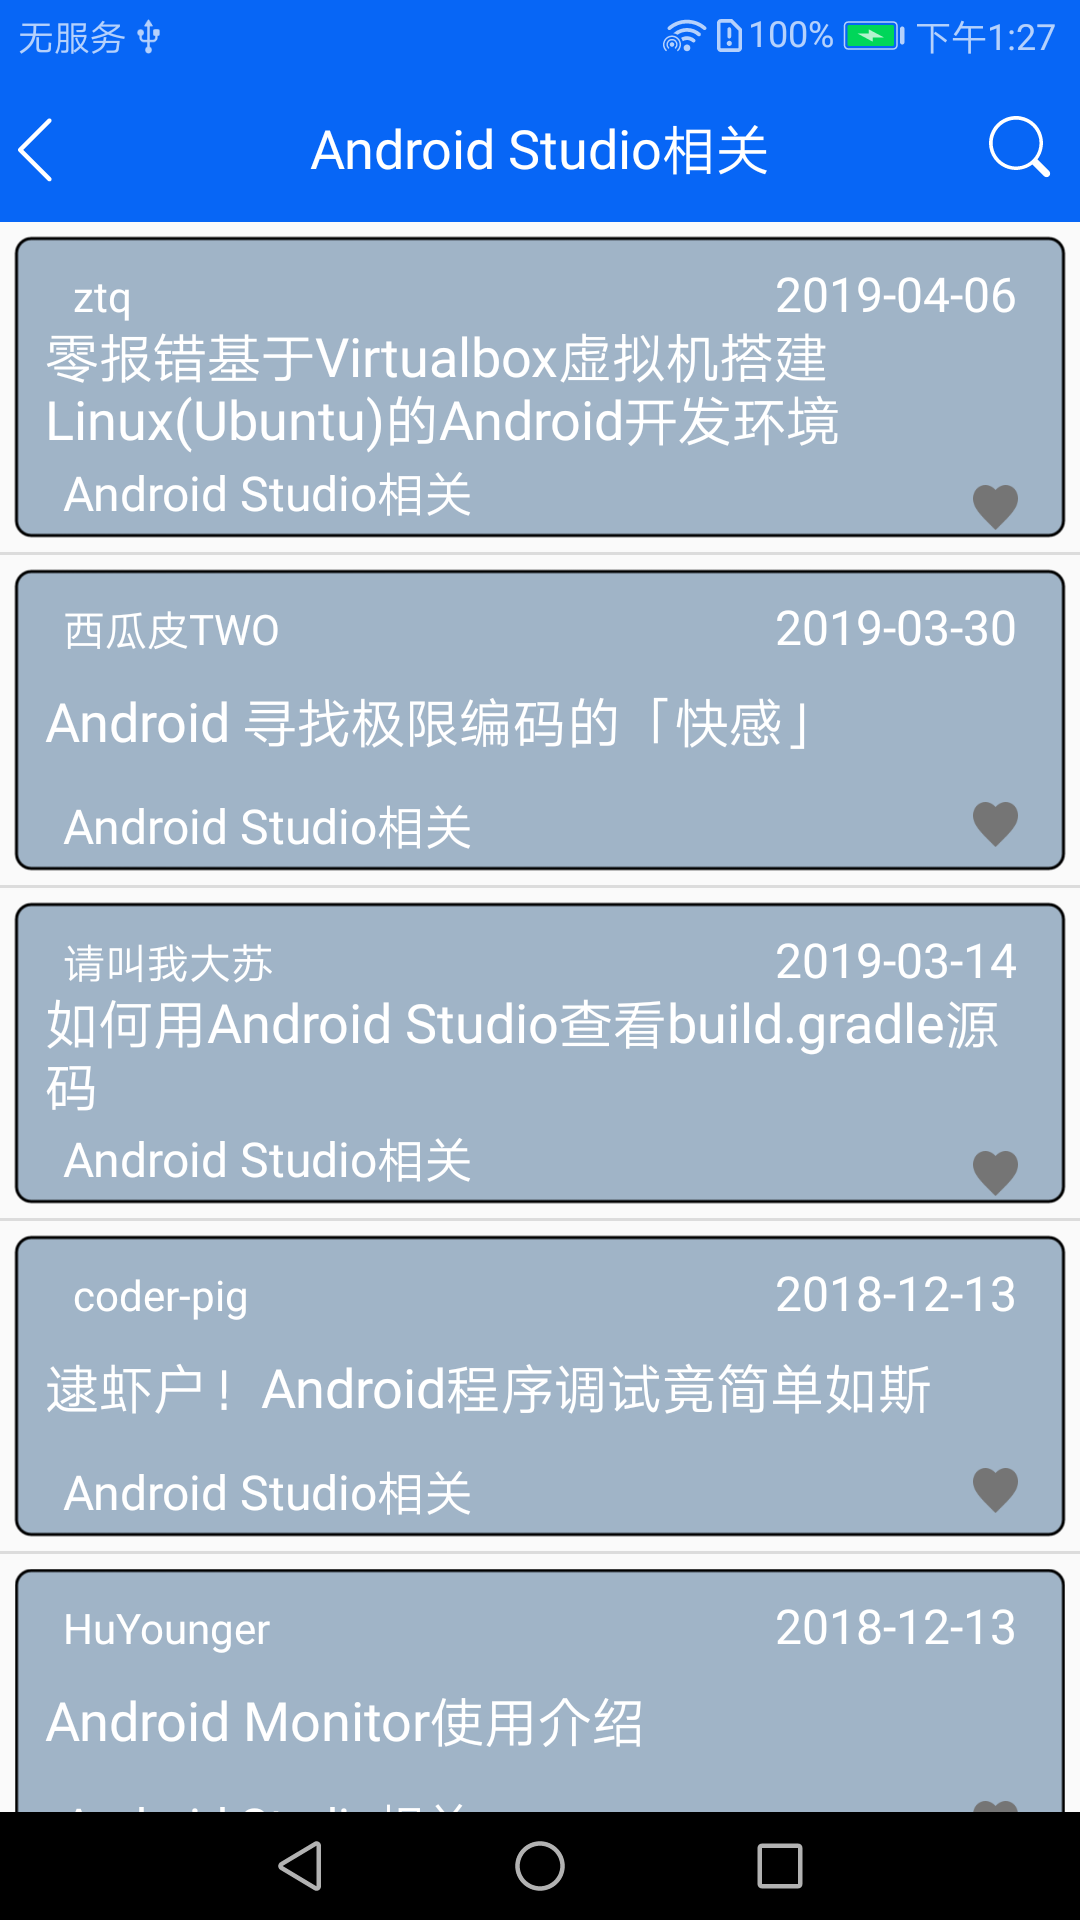 无服务 100% 下午1:27
Android Studio相关
ztq 2019-04-06
零报错基于Virtualbox虚拟机搭建
Linux(Ubuntu)的Android开发环境
Android Studio相关
西瓜皮TWO 2019-03-30
Android 寻找极限编码的「快感」
Android Studio相关
请叫我大苏 2019-03-14
如何用Android Studio查看build.gradle源
码
Android Studio相关
coder-pig 2018-12-13
逮虾户！Android程序调试竟简单如斯
Android Studio相关
HuYounger 2018-12-13
Android Monitor使用介绍